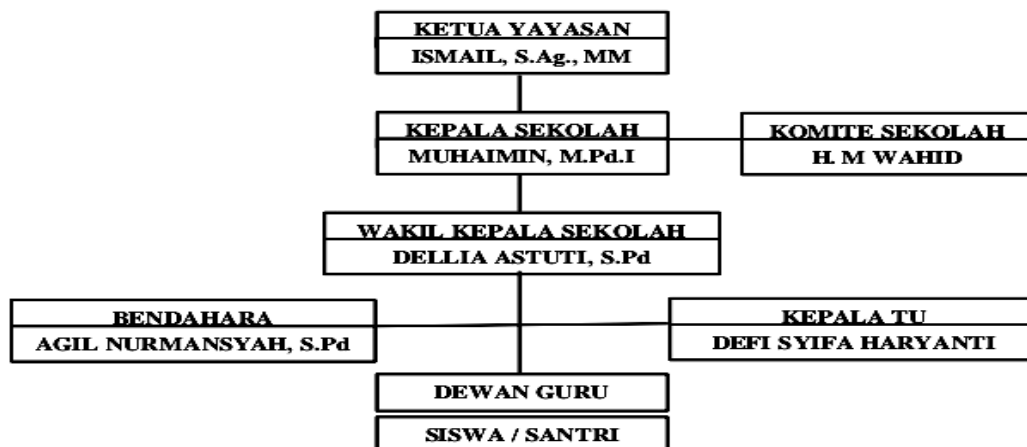 KETUA YAYASAN
ISMAIL, S.Ag., MM
KEPALA SEKOLAH
MUHAIMIN, M.Pd.I
KOMITE SEKOLAH
H. M WAHID
WAKIL KEPALA SEKOLAH
DELLIA ASTUTI, S.Pd
BENDAHARA
AGIL NURMANSYAH, S.Pd
KEPALA TU
DEFI SYIFA HARYANTI
DEWAN GURU
SISWA / SANTRI